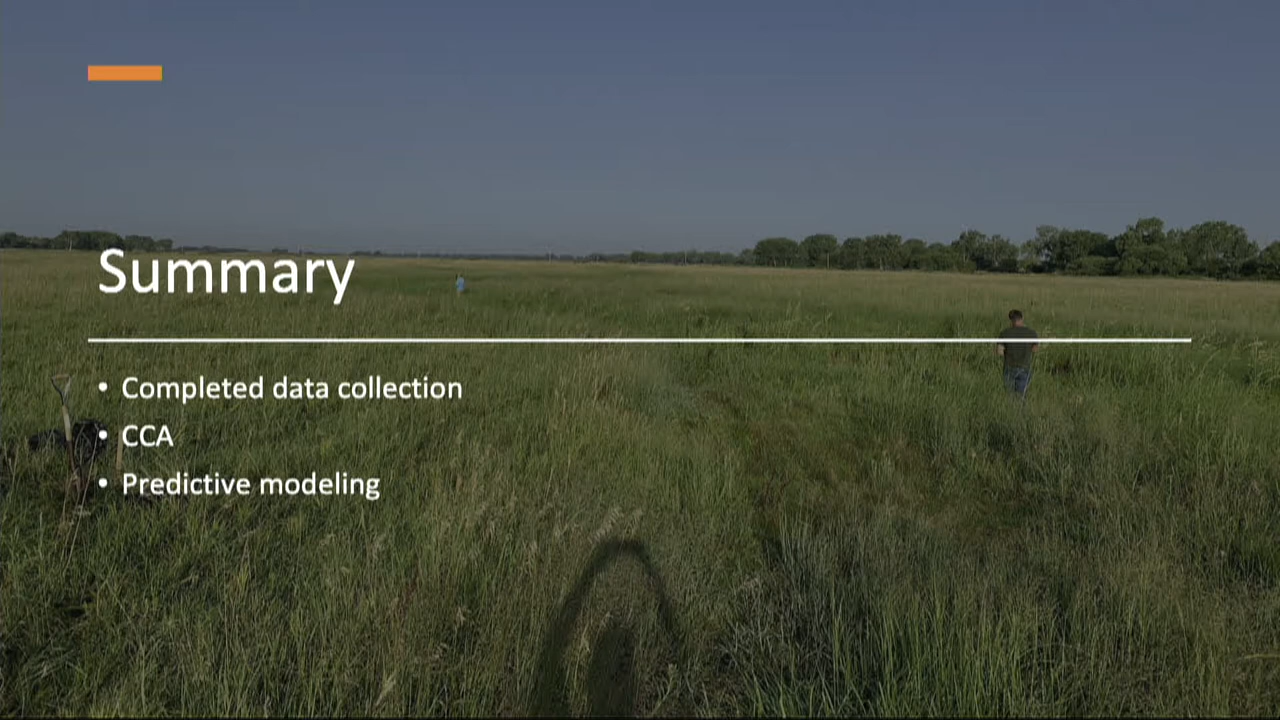 Summary
• Completed data collection
• CCA
• Predictive modeling